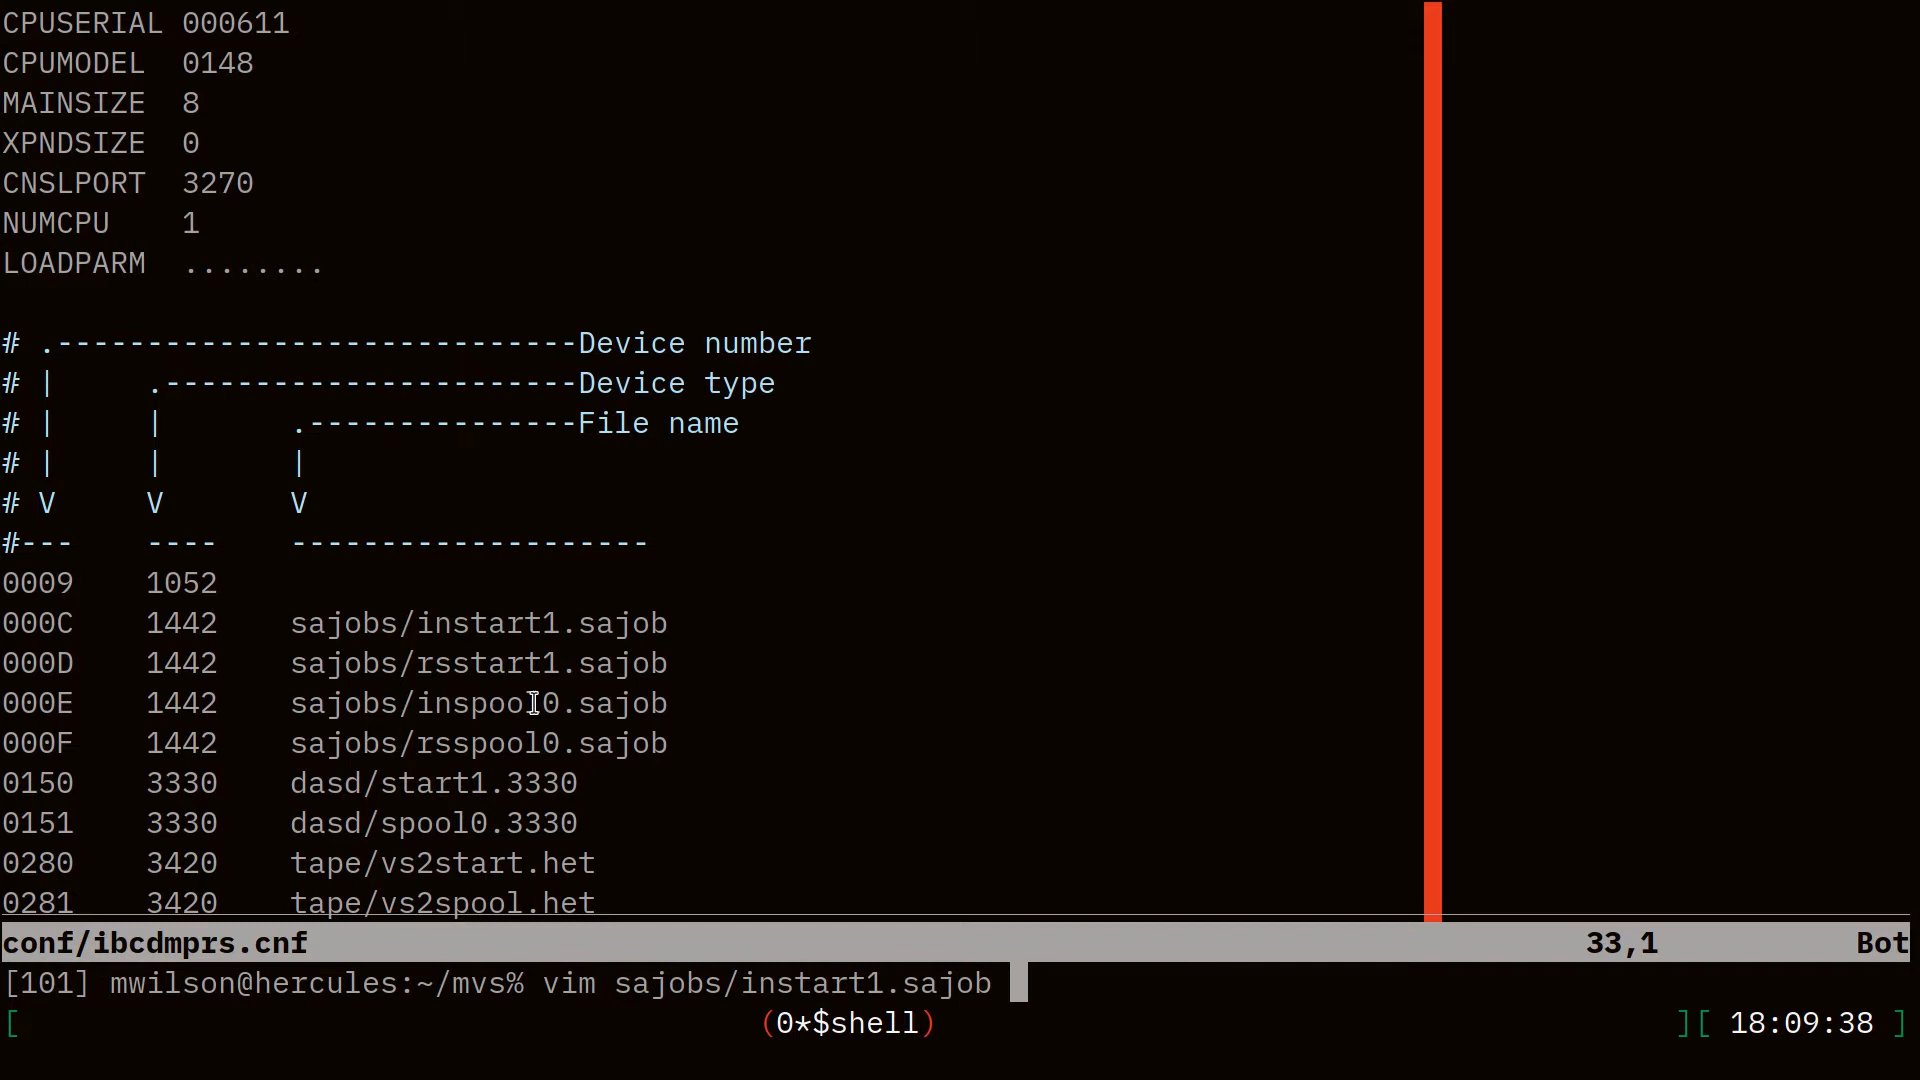 CPUSERIAL 000611
CPUMODEL  0148
MAINSIZE  8
XPNDSIZE  0
CNSLPORT  3270
NUMCPU    1
LOADPARM  ........
# .-----------------------------Device number
# |     .-----------------------Device type
# |     |       .---------------File name
# |     |       |
# V     V       V
#---    ----    --------------------
0009    1052
000C    1442    sajobs/instart1.sajob
000D    1442    sajobs/rsstart1.sajob
000E    1442    sajobs/inspool0.sajob
000F    1442    sajobs/rsspool0.sajob
0150    3330    dasd/start1.3330
0151    3330    dasd/spool0.3330
0280    3420    tape/vs2start.het
0281    3420    tape/vs2spool.het
conf/ibcdmprs.cnf 33,1 Bot
[101] mwilson@hercules:~/mvs% vim sajobs/instart1.sajob
[ (0*$shell) ][ 18:09:38 ]